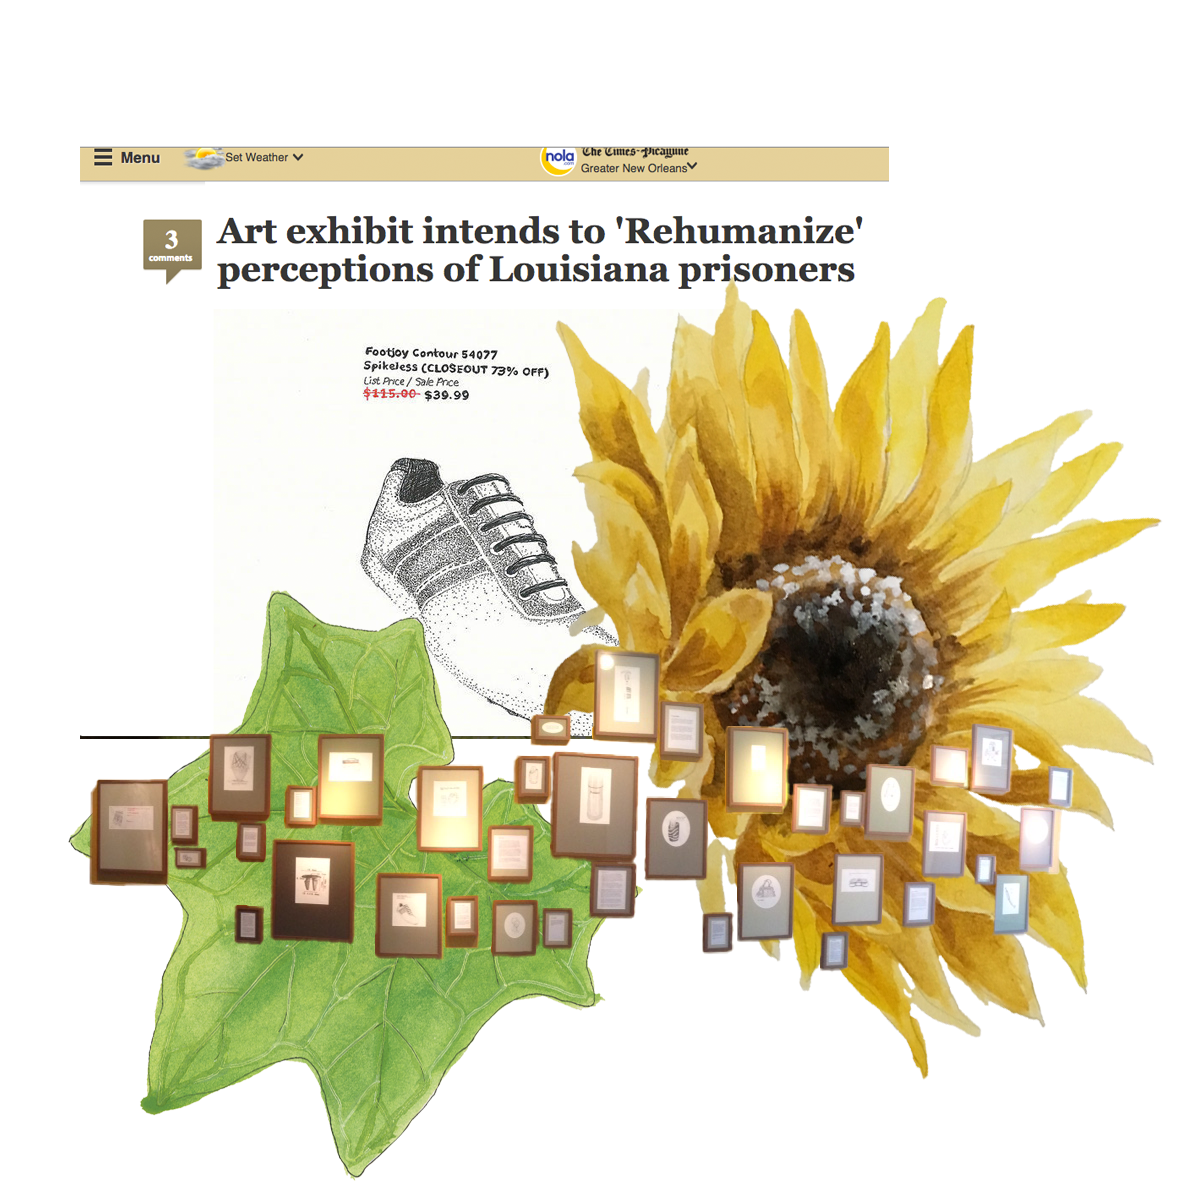 Menu
Set Weather
nola
.com
The Times-Picayune
Greater New Orleans
3
comments
Art exhibit intends to 'Rehumanize'
perceptions of Louisiana prisoners
Footjoy Contour 54077
Spikeless (CLOSEOUT 73% OFF)
List Price / Sale Price
$115.00 $39.99